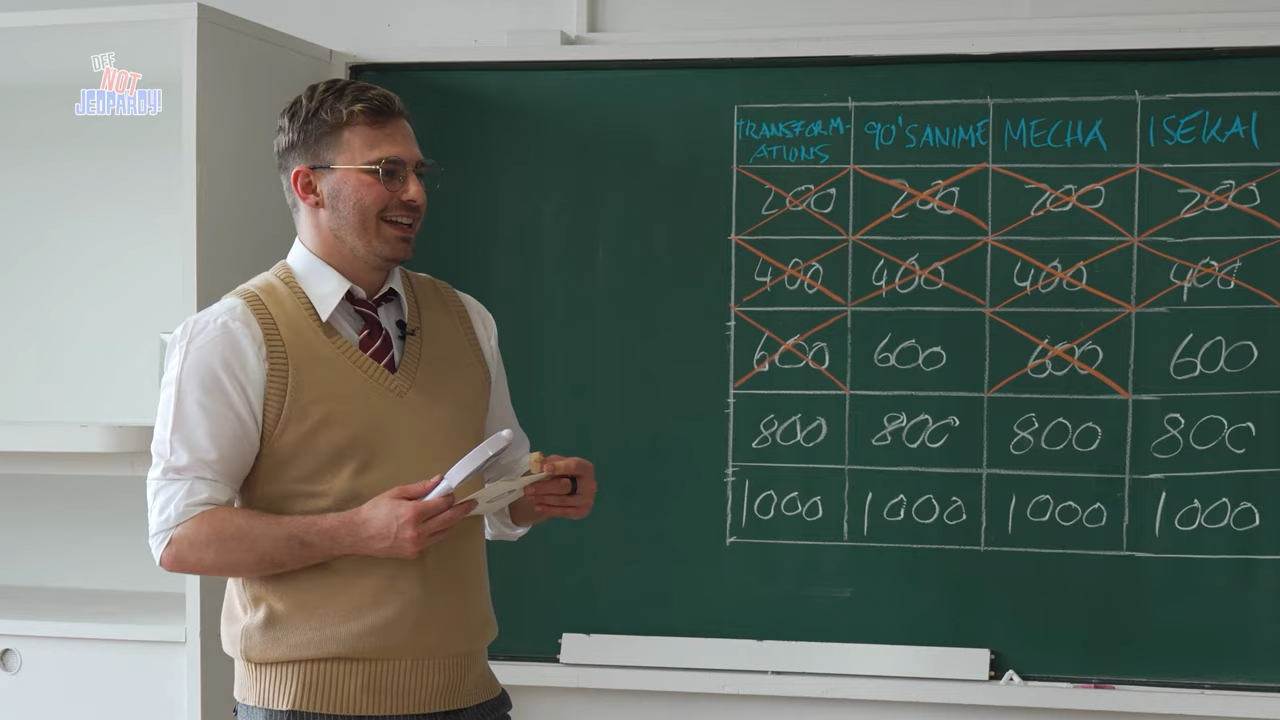 DEF
NOT
JEOPARDY!
TRANSFORM-
ATIONS
90'S ANIME
MECHA
ISEKAI
200 200 200 200
400 400 400 400
600 600 600 600
800 800 800 800
1000 1000 1000 1000